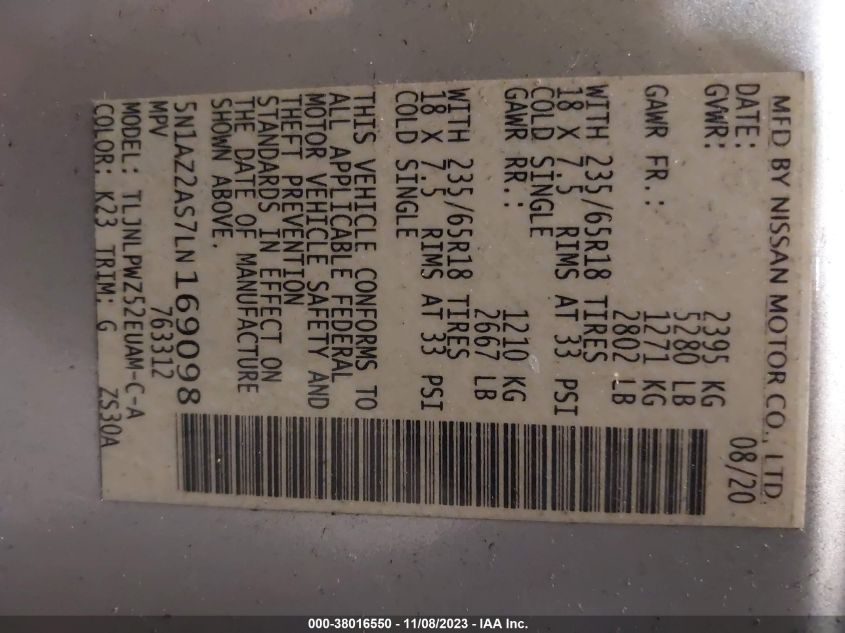 MFD BY NISSAN MOTOR CO., LTD.
DATE: 08/20
GVWR: 2395 KG
5280 LB
GAWR FR.: 1271 KG
2802 LB
WITH 235/65R18 TIRES
18 X 7.5 RIMS AT 33 PSI
COLD SINGLE
GAWR RR.: 1210 KG
2667 LB
WITH 235/65R18 TIRES
18 X 7.5 RIMS AT 33 PSI
COLD SINGLE
THIS VEHICLE CONFORMS TO
ALL APPLICABLE FEDERAL
MOTOR VEHICLE SAFETY AND
THEFT PREVENTION
STANDARDS IN EFFECT ON
THE DATE OF MANUFACTURE
SHOWN ABOVE.
5N1AZ2AS7LN169098
MPV 763312
MODEL: TLJNLPWZ52EUAM-C-A
COLOR: K23 TRIM: G ZS30A
000-38016550 - 11/08/2023 - IAA Inc.